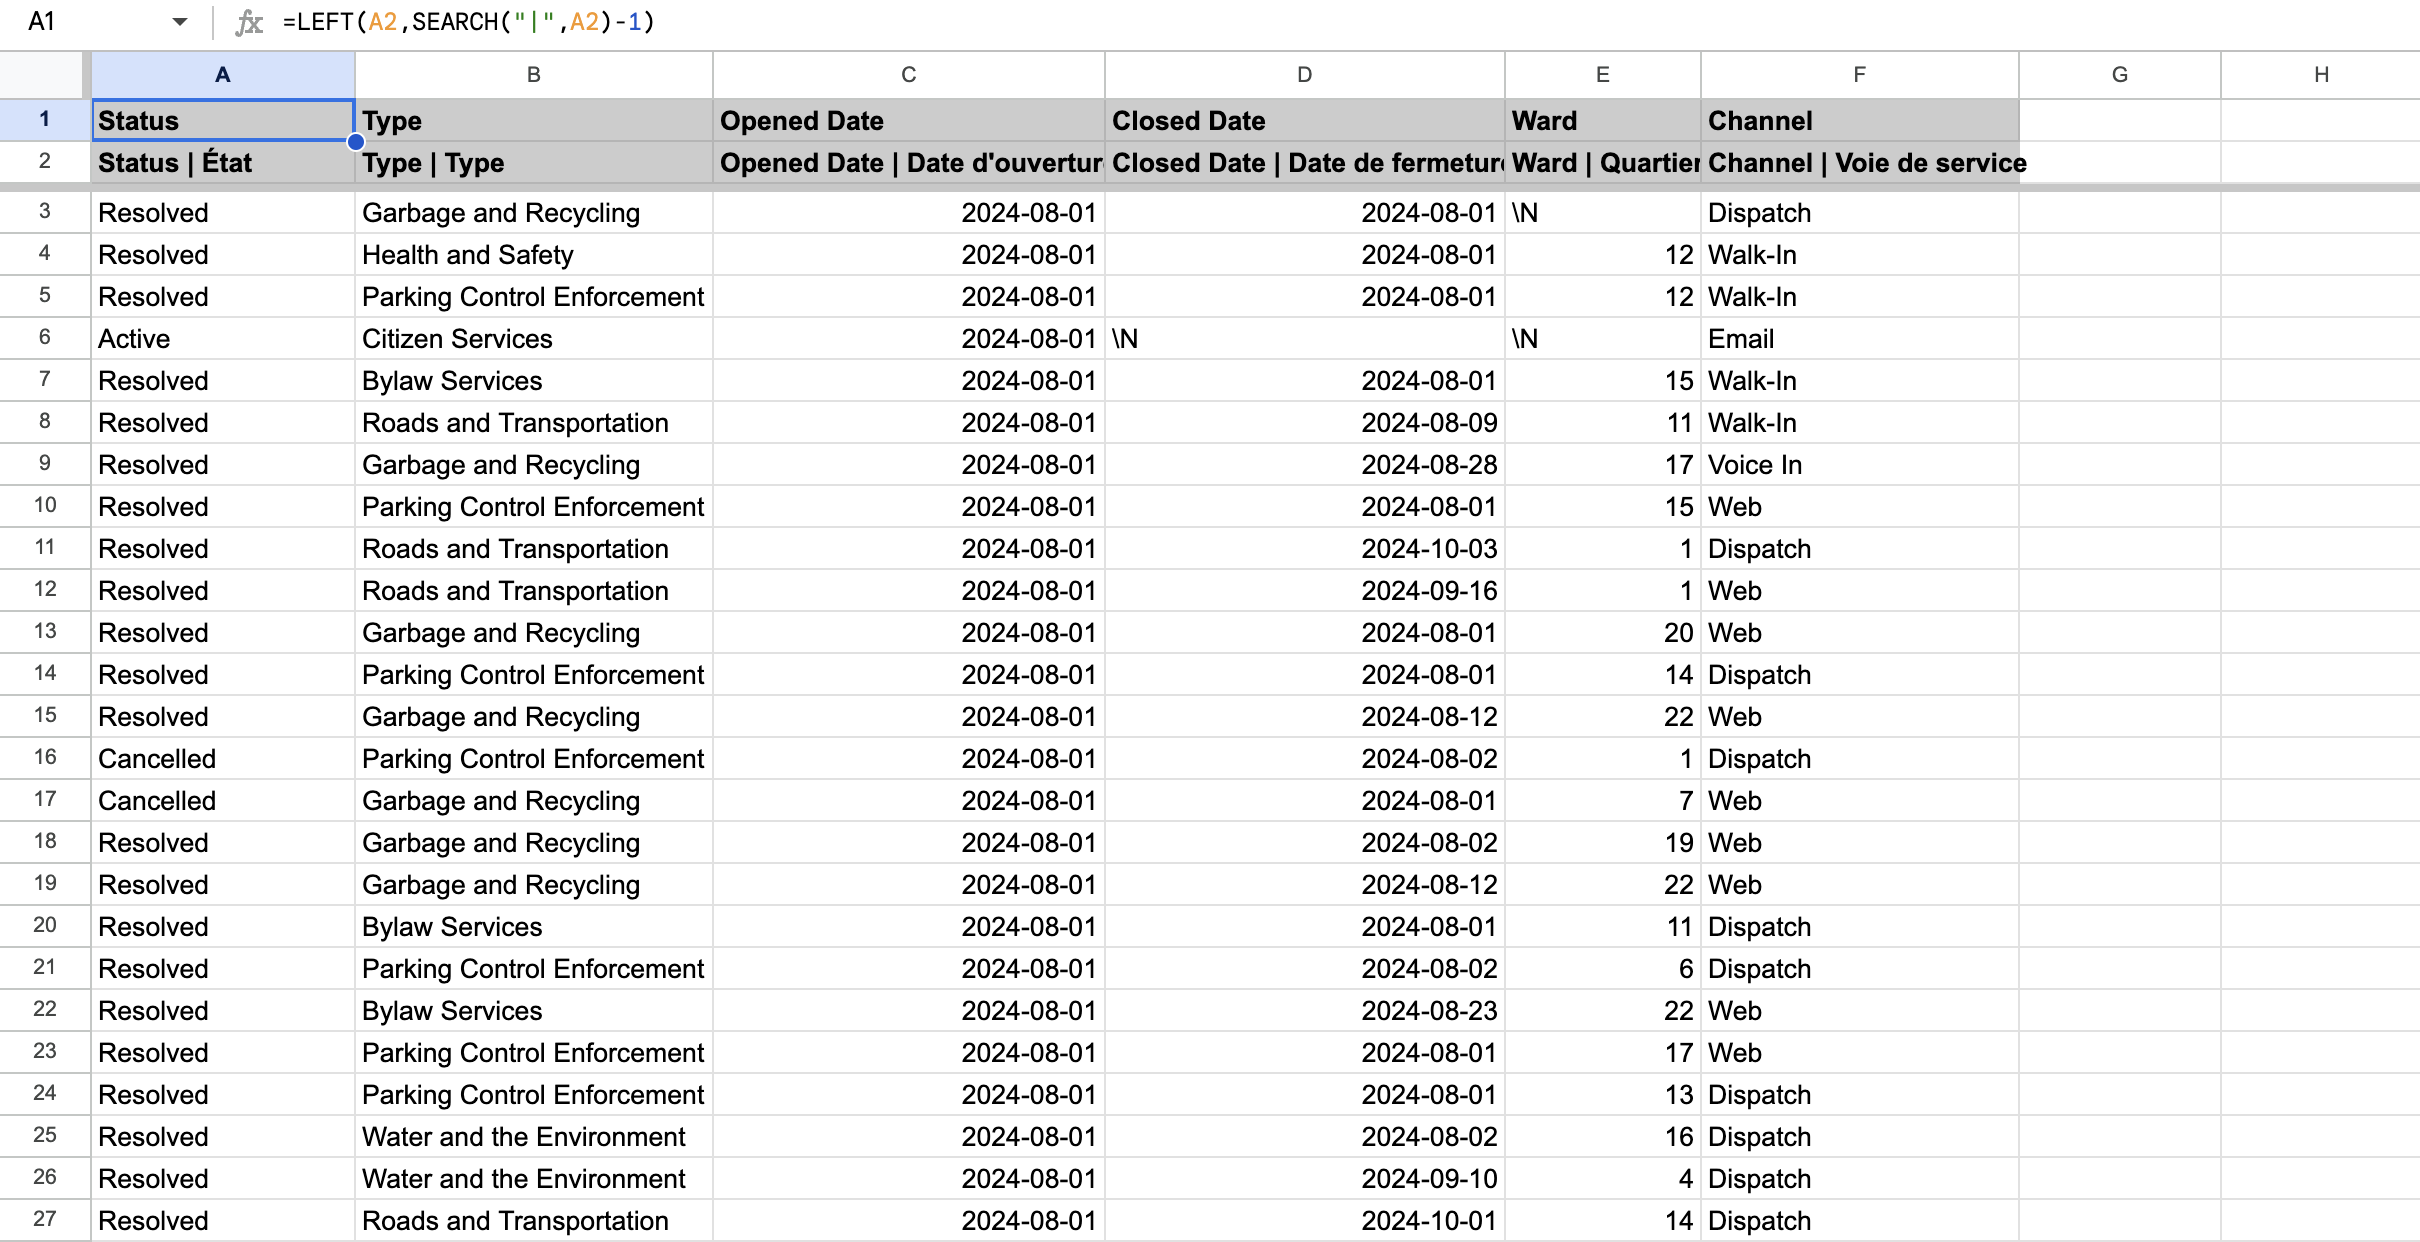 A1 fx =LEFT(A2,SEARCH("|",A2)-1)
A B C D E F G H
1 Status Type Opened Date Closed Date Ward Channel
2 Status | État Type | Type Opened Date | Date d'ouvertur Closed Date | Date de fermeture Ward | Quartier Channel | Voie de service
3 Resolved Garbage and Recycling 2024-08-01 2024-08-01 \N Dispatch
4 Resolved Health and Safety 2024-08-01 2024-08-01 12 Walk-In
5 Resolved Parking Control Enforcement 2024-08-01 2024-08-01 12 Walk-In
6 Active Citizen Services 2024-08-01 \N \N Email
7 Resolved Bylaw Services 2024-08-01 2024-08-01 15 Walk-In
8 Resolved Roads and Transportation 2024-08-01 2024-08-09 11 Walk-In
9 Resolved Garbage and Recycling 2024-08-01 2024-08-28 17 Voice In
10 Resolved Parking Control Enforcement 2024-08-01 2024-08-01 15 Web
11 Resolved Roads and Transportation 2024-08-01 2024-10-03 1 Dispatch
12 Resolved Roads and Transportation 2024-08-01 2024-09-16 1 Web
13 Resolved Garbage and Recycling 2024-08-01 2024-08-01 20 Web
14 Resolved Parking Control Enforcement 2024-08-01 2024-08-01 14 Dispatch
15 Resolved Garbage and Recycling 2024-08-01 2024-08-12 22 Web
16 Cancelled Parking Control Enforcement 2024-08-01 2024-08-02 1 Dispatch
17 Cancelled Garbage and Recycling 2024-08-01 2024-08-01 7 Web
18 Resolved Garbage and Recycling 2024-08-01 2024-08-02 19 Web
19 Resolved Garbage and Recycling 2024-08-01 2024-08-12 22 Web
20 Resolved Bylaw Services 2024-08-01 2024-08-01 11 Dispatch
21 Resolved Parking Control Enforcement 2024-08-01 2024-08-02 6 Dispatch
22 Resolved Bylaw Services 2024-08-01 2024-08-23 22 Web
23 Resolved Parking Control Enforcement 2024-08-01 2024-08-01 17 Web
24 Resolved Parking Control Enforcement 2024-08-01 2024-08-01 13 Dispatch
25 Resolved Water and the Environment 2024-08-01 2024-08-02 16 Dispatch
26 Resolved Water and the Environment 2024-08-01 2024-09-10 4 Dispatch
27 Resolved Roads and Transportation 2024-08-01 2024-10-01 14 Dispatch